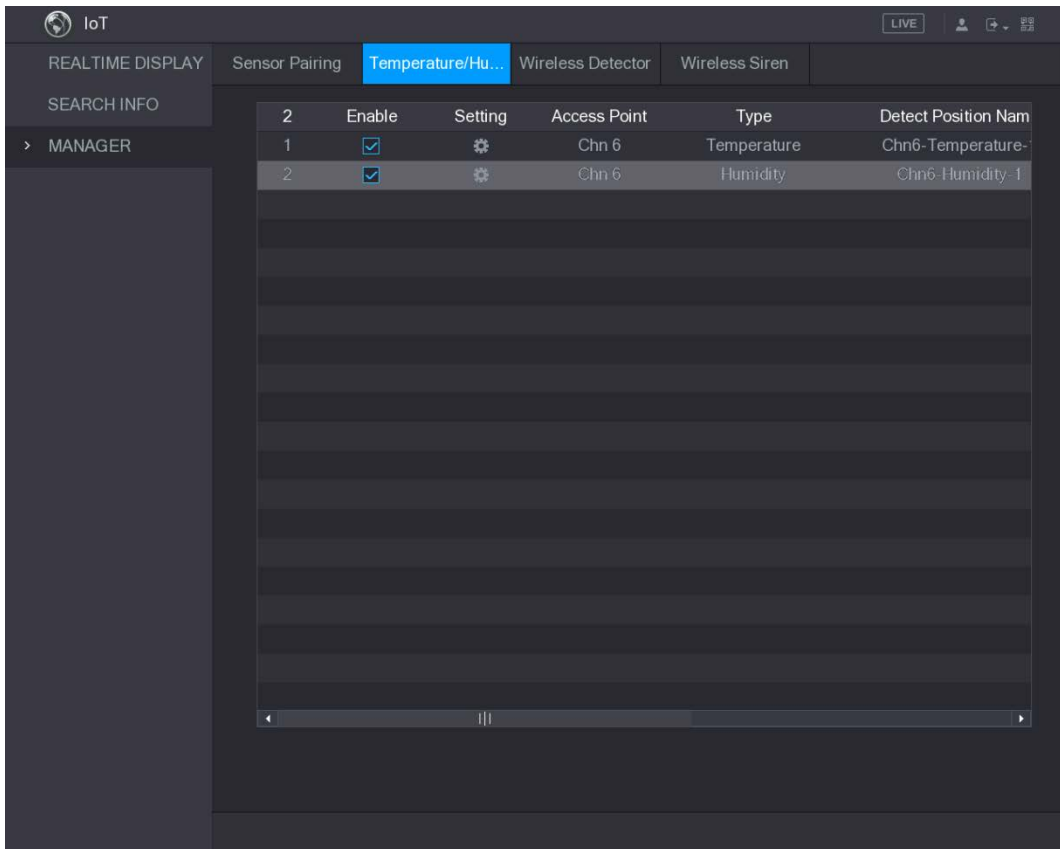 IoT LIVE
REALTIME DISPLAY Sensor Pairing Temperature/Hu... Wireless Detector Wireless Siren
SEARCH INFO
2 Enable Setting Access Point Type Detect Position Nam
> MANAGER
1 Chn 6 Temperature Chn6-Temperature-1
2 Chn 6 Humidity Chn6-Humidity-1